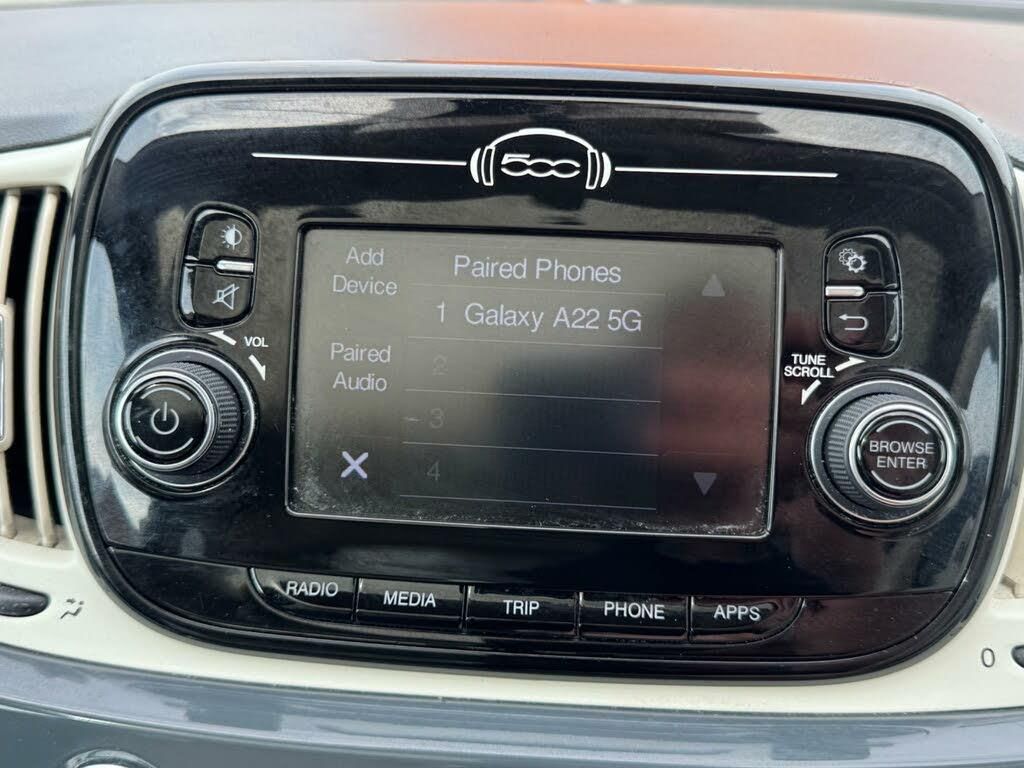 500
Add
Device
Paired Phones
1 Galaxy A22 5G
Paired
Audio
2
3
4
VOL
TUNE
SCROLL
BROWSE
ENTER
RADIO
MEDIA
TRIP
PHONE
APPS
0